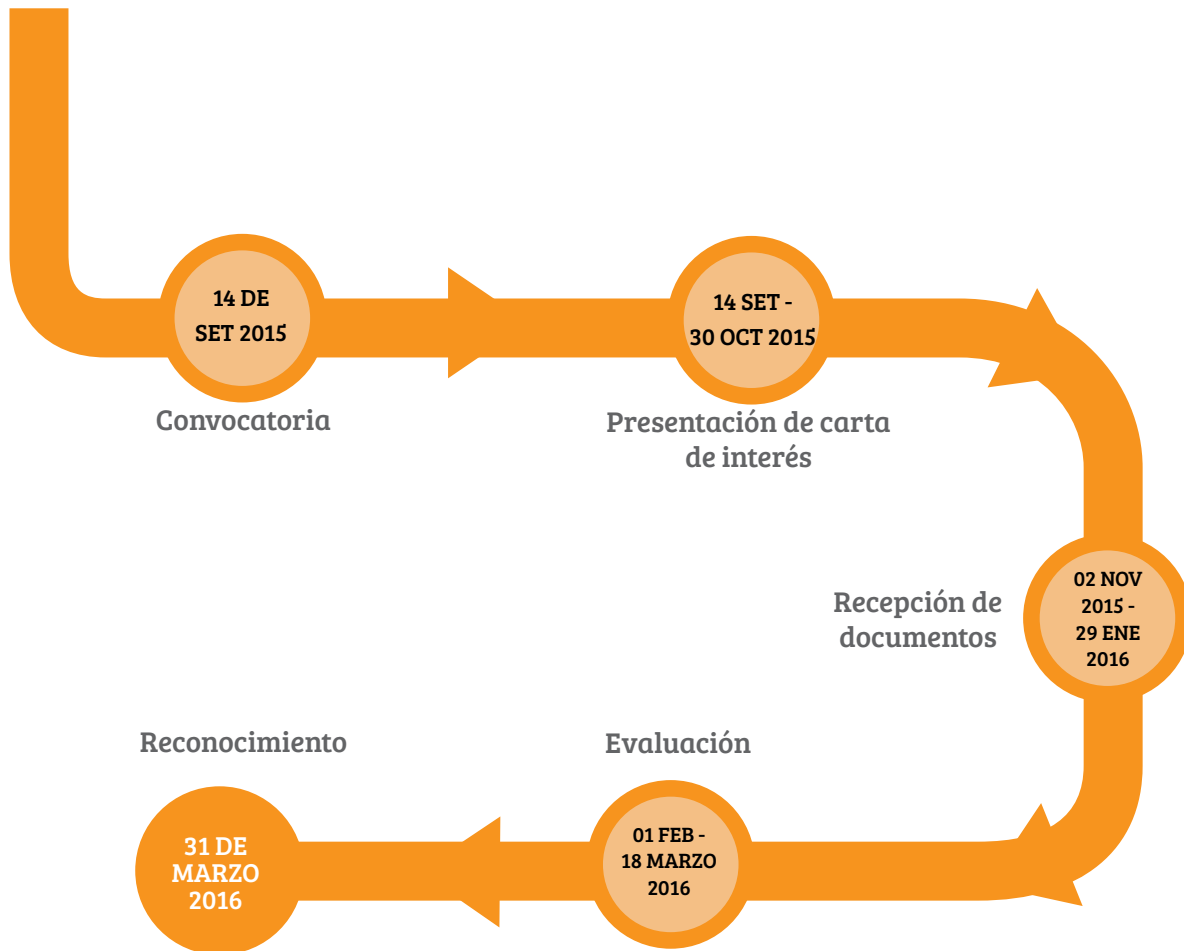 14 DE
SET 2015
Convocatoria
14 SET -
30 OCT 2015
Presentación de carta
de interés
02 NOV
2015 -
29 ENE
2016
Recepción de
documentos
Evaluación
01 FEB -
18 MARZO
2016
Reconocimiento
31 DE
MARZO
2016